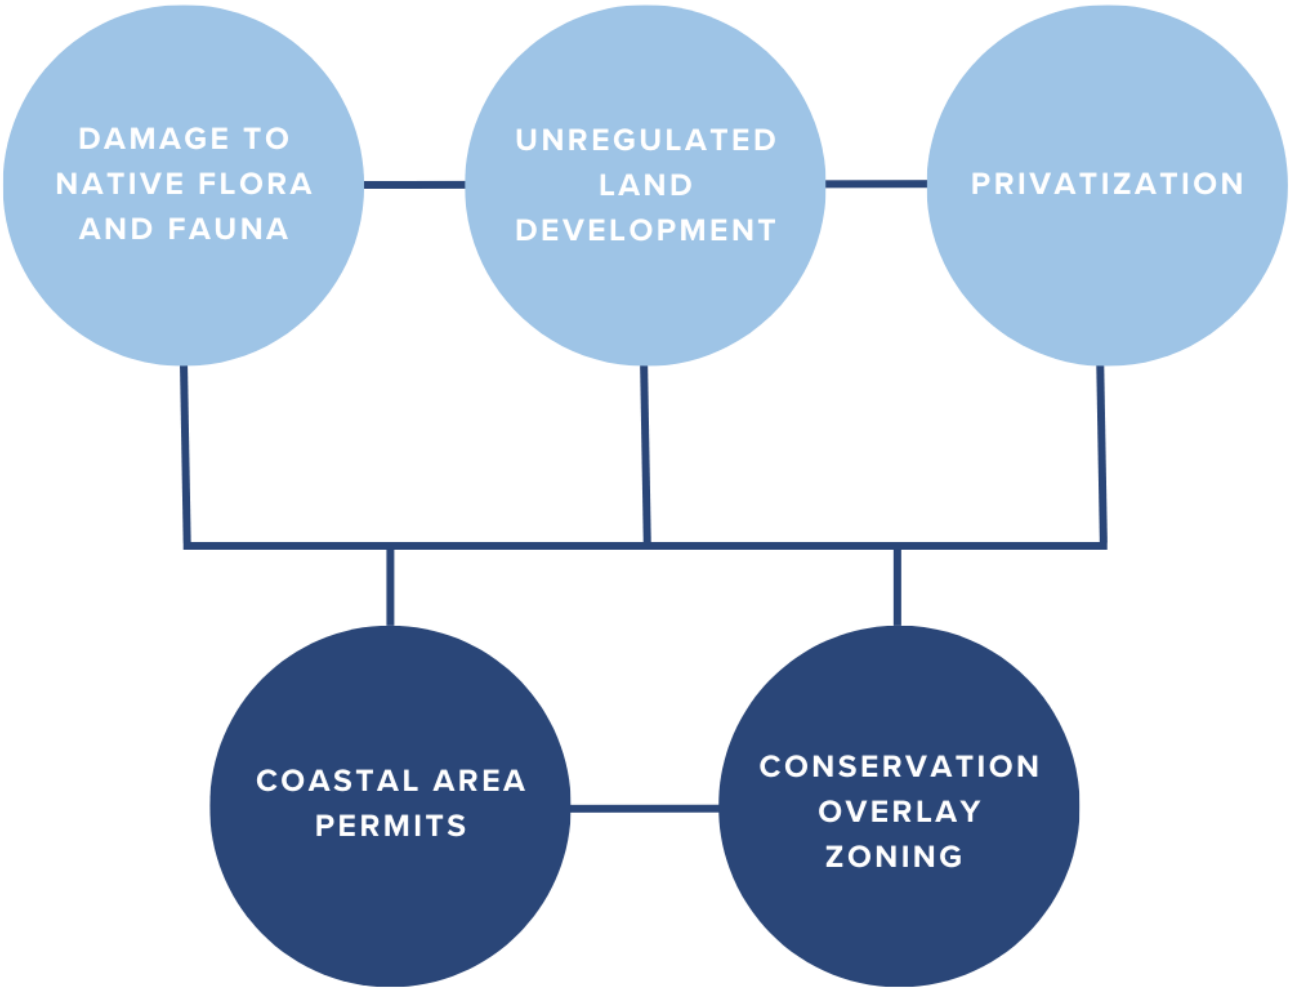 DAMAGE TO
NATIVE FLORA
AND FAUNA
UNREGULATED
LAND
DEVELOPMENT
PRIVATIZATION
COASTAL AREA
PERMITS
CONSERVATION
OVERLAY
ZONING